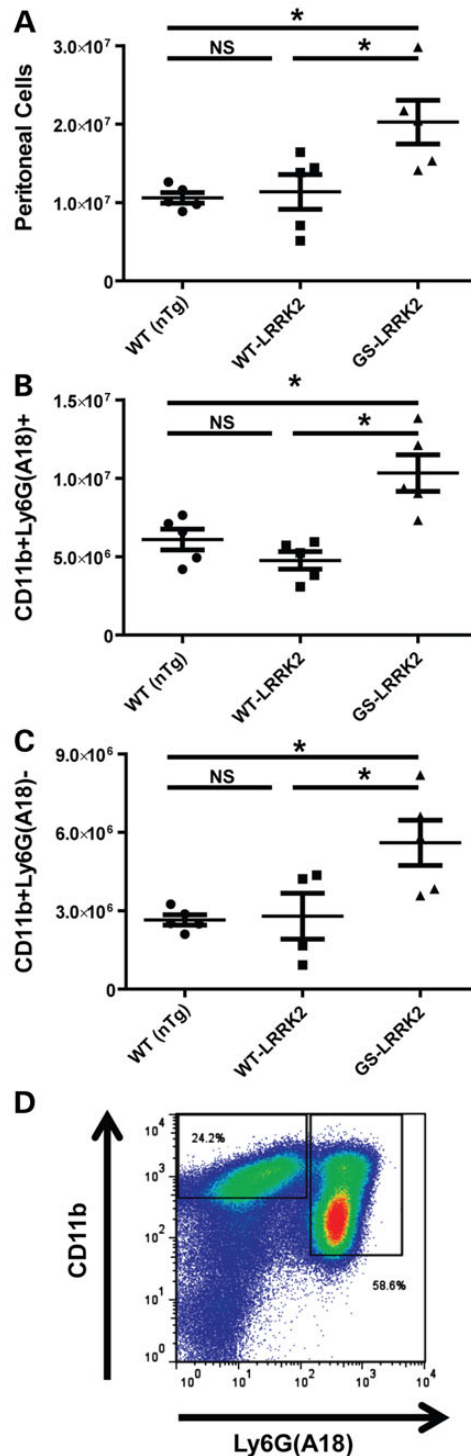 A
*
NS
*
3.0×10⁷
2.0×10⁷
1.0×10⁷
0
Peritoneal Cells
WT (nTg)
WT-LRRK2
GS-LRRK2
B
*
NS
*
1.5×10⁷
1.0×10⁷
5.0×10⁶
0
CD11b+Ly6G(A18)+
WT (nTg)
WT-LRRK2
GS-LRRK2
C
*
NS
*
9.0×10⁶
6.0×10⁶
3.0×10⁶
0
CD11b+Ly6G(A18)-
WT (nTg)
WT-LRRK2
GS-LRRK2
D
CD11b
10⁴
10³
10²
10¹
10⁰
24.2%
58.6%
10⁰ 10¹ 10² 10³ 10⁴
Ly6G(A18)